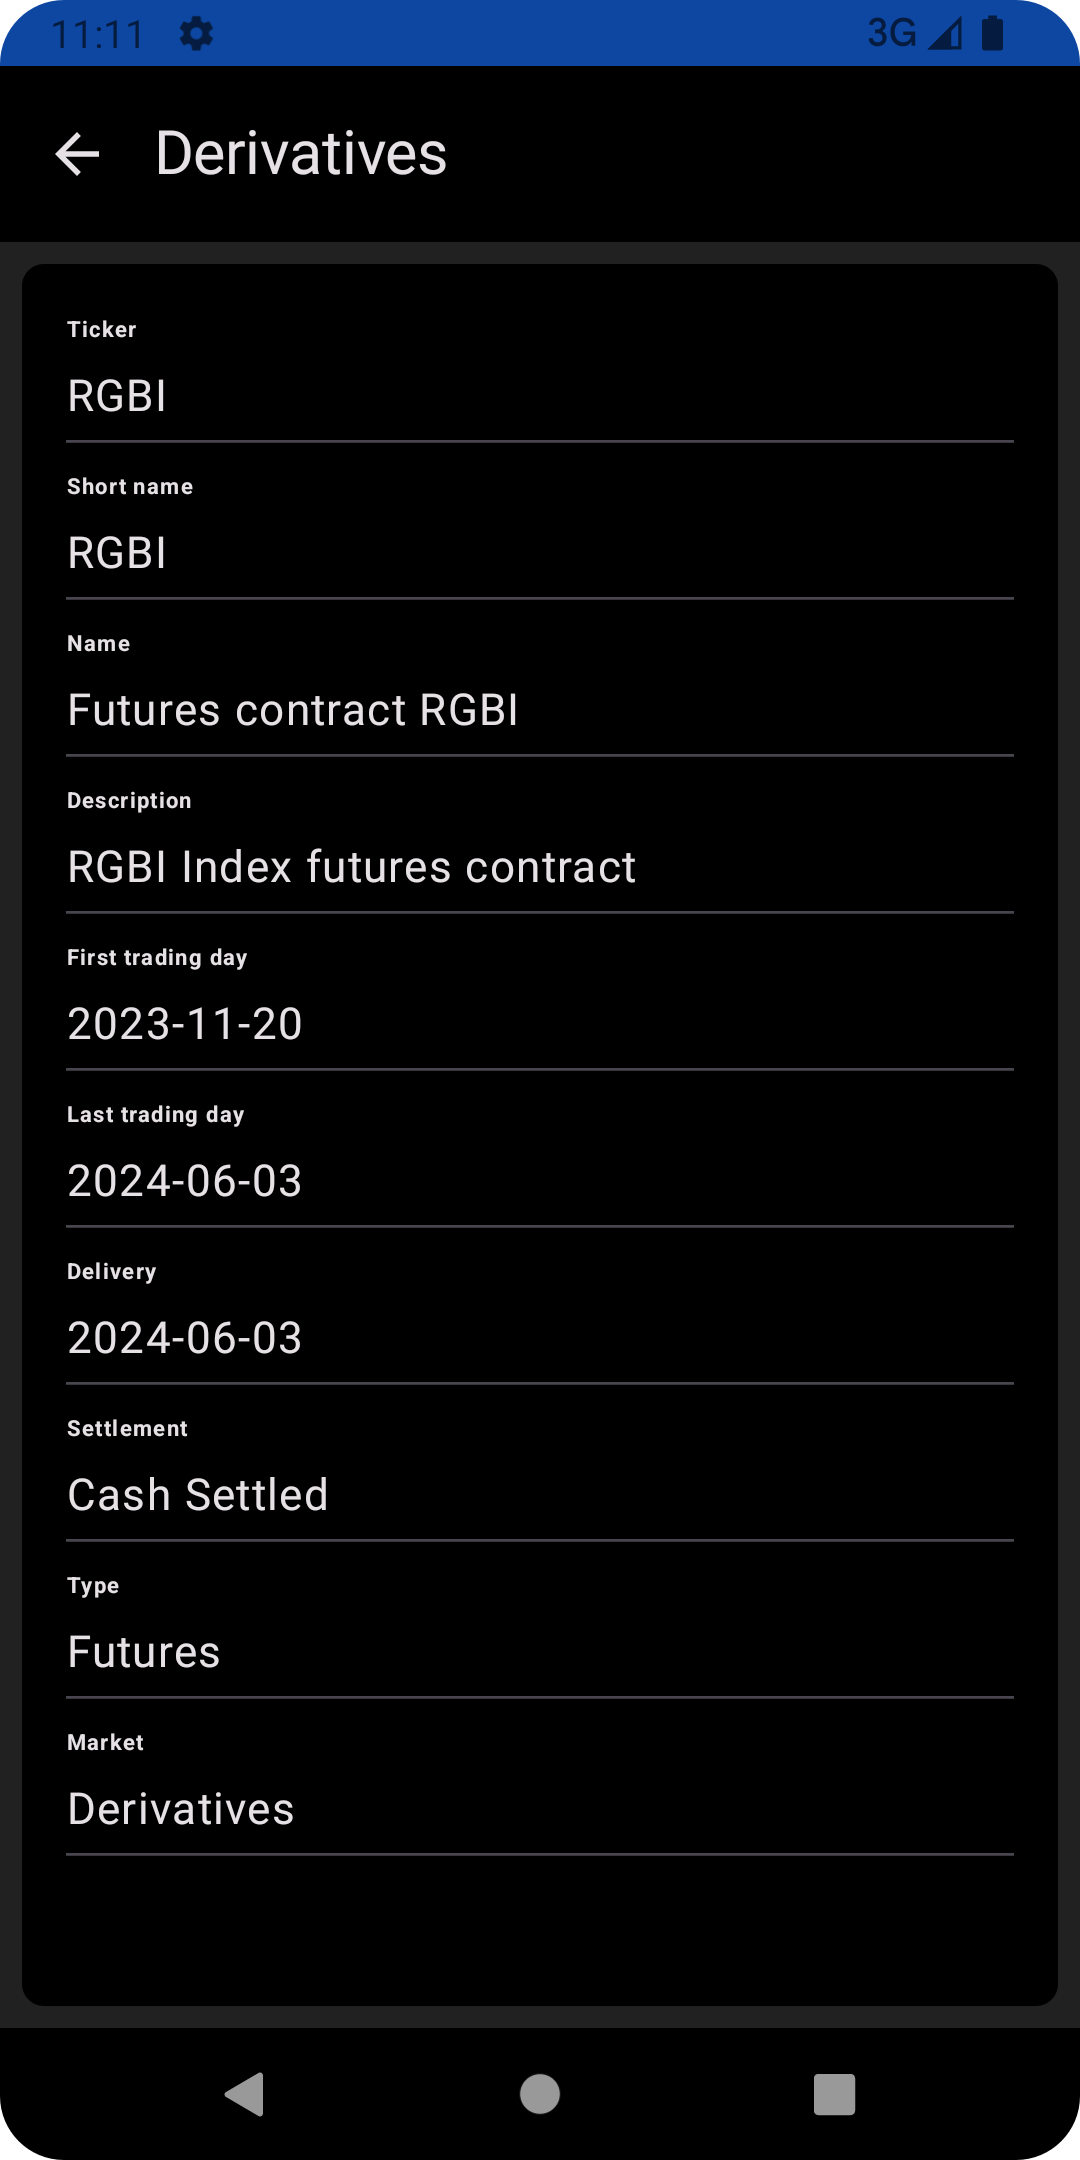 11:11
3G
Derivatives
Ticker
RGBI
Short name
RGBI
Name
Futures contract RGBI
Description
RGBI Index futures contract
First trading day
2023-11-20
Last trading day
2024-06-03
Delivery
2024-06-03
Settlement
Cash Settled
Type
Futures
Market
Derivatives